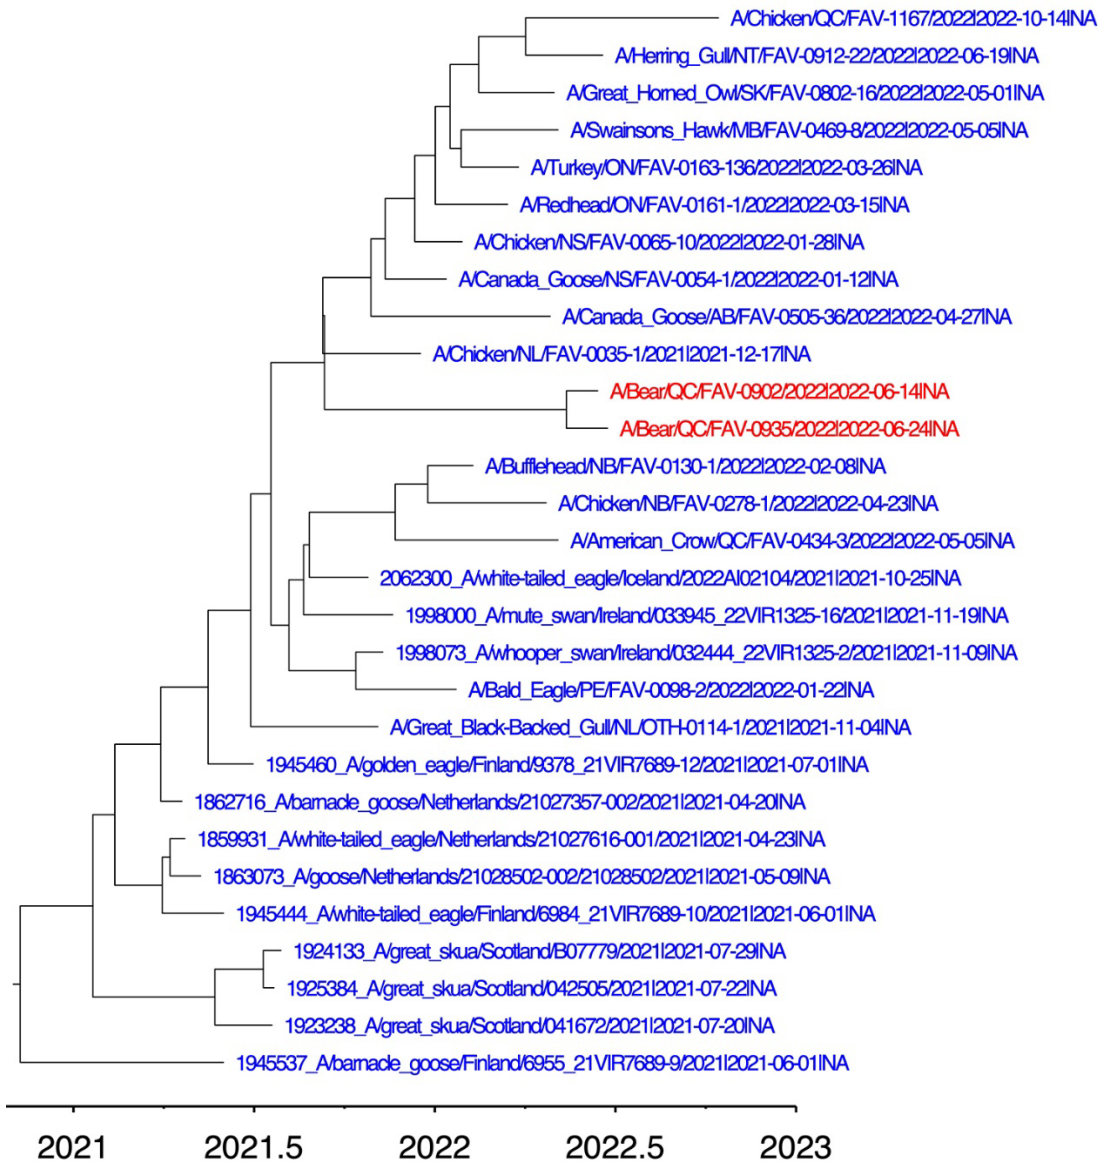 A/Chicken/QC/FAV-1167/2022|2022-10-14|NA
A/Herring_Gull/NT/FAV-0912-22/2022|2022-06-19|NA
A/Great_Horned_Owl/SK/FAV-0802-16/2022|2022-05-01|NA
A/Swainsons_Hawk/MB/FAV-0469-8/2022|2022-05-05|NA
A/Turkey/ON/FAV-0163-136/2022|2022-03-26|NA
A/Redhead/ON/FAV-0161-1/2022|2022-03-15|NA
A/Chicken/NS/FAV-0065-10/2022|2022-01-28|NA
A/Canada_Goose/NS/FAV-0054-1/2022|2022-01-12|NA
A/Canada_Goose/AB/FAV-0505-36/2022|2022-04-27|NA
A/Chicken/NL/FAV-0035-1/2021|2021-12-17|NA
A/Bear/QC/FAV-0902/2022|2022-06-14|NA
A/Bear/QC/FAV-0935/2022|2022-06-24|NA
A/Bufflehead/NB/FAV-0130-1/2022|2022-02-08|NA
A/Chicken/NB/FAV-0278-1/2022|2022-04-23|NA
A/American_Crow/QC/FAV-0434-3/2022|2022-05-05|NA
2062300_A/white-tailed_eagle/Iceland/2022AI02104/2021|2021-10-25|NA
1998000_A/mute_swan/Ireland/033945_22VIR1325-16/2021|2021-11-19|NA
1998073_A/whooper_swan/Ireland/032444_22VIR1325-2/2021|2021-11-09|NA
A/Bald_Eagle/PE/FAV-0098-2/2022|2022-01-22|NA
A/Great_Black-Backed_Gull/NL/OTH-0114-1/2021|2021-11-04|NA
1945460_A/golden_eagle/Finland/9378_21VIR7689-12/2021|2021-07-01|NA
1862716_A/barnacle_goose/Netherlands/21027357-002/2021|2021-04-20|NA
1859931_A/white-tailed_eagle/Netherlands/21027616-001/2021|2021-04-23|NA
1863073_A/goose/Netherlands/21028502-002/21028502/2021|2021-05-09|NA
1945444_A/white-tailed_eagle/Finland/6984_21VIR7689-10/2021|2021-06-01|NA
1924133_A/great_skua/Scotland/B07779/2021|2021-07-29|NA
1925384_A/great_skua/Scotland/042505/2021|2021-07-22|NA
1923238_A/great_skua/Scotland/041672/2021|2021-07-20|NA
1945537_A/barnacle_goose/Finland/6955_21VIR7689-9/2021|2021-06-01|NA
2021 2021.5 2022 2022.5 2023